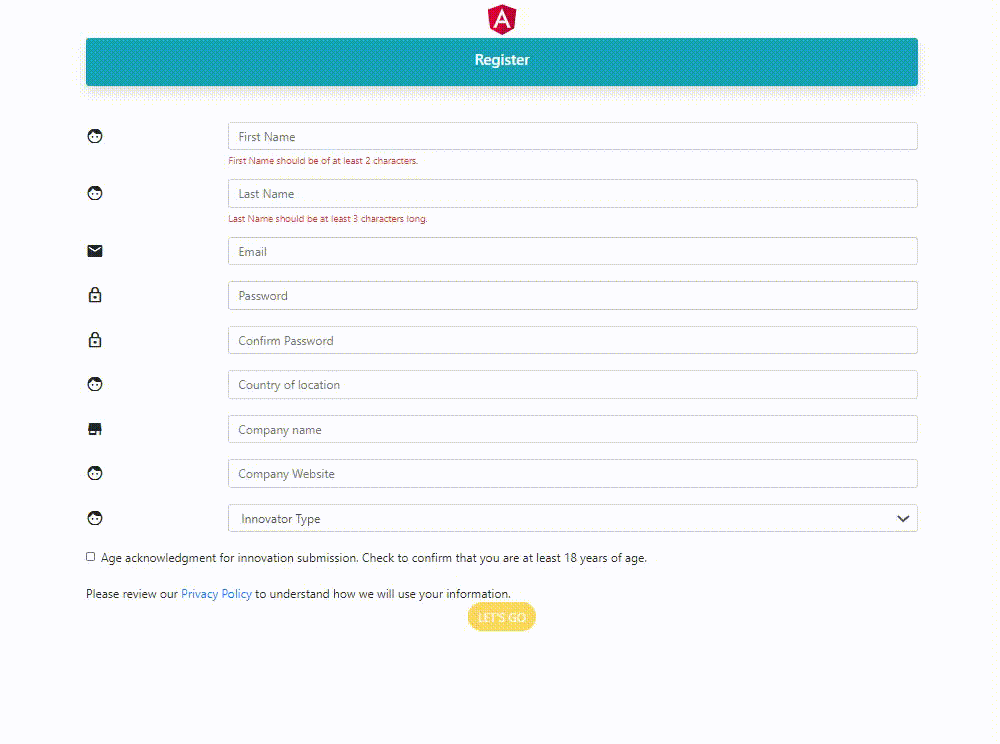 A
Register
First Name
First Name should be of at least 2 characters.
Last Name
Last Name should be at least 3 characters long.
Email
Password
Confirm Password
Country of location
Company name
Company Website
Innovator Type
Age acknowledgment for innovation submission. Check to confirm that you are at least 18 years of age.
Please review our Privacy Policy to understand how we will use your information.
LET'S GO